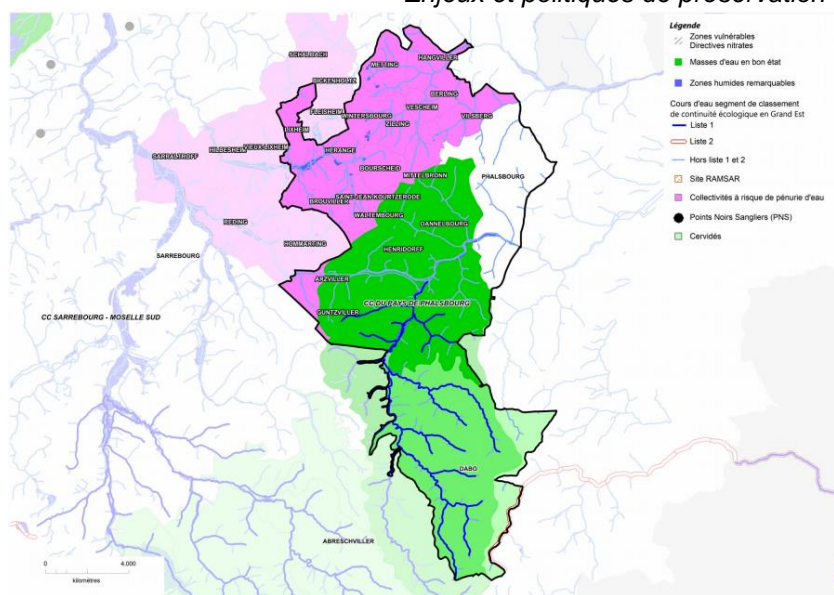 Enjeux et politiques de préservation
Légende
Zones vulnérables
Directives nitrates
Masses d'eau en bon état
Zones humides remarquables
Cours d'eau segment de classement
de continuité écologique en Grand Est
Liste 1
Liste 2
Hors liste 1 et 2
Site RAMSAR
Collectivités à risque de pénurie d'eau
Points Noirs Sangliers (PNS)
Cervidés
SCHALBACH
HANGVILLER
METTING
BICKENHOLTZ
BERLING
FLEISHEIM
VESCHEIM
WINTERSBOURG
VILSBERG
ZILLING
LIXHEIM
VIEUX-LIXHEIM
HILBESHEIM
HERANGE
SARRALTROFF
BOURSCHEID
MITTELBRONN
PHALSBOURG
SAINT-JEAN-KOURTZERODE
BROUVILLER
WALTEMBOURG
REDING
DANNELBOURG
HOMMARTING
HENRIDORFF
SARREBOURG
ARZVILLER
CC DU PAYS DE PHALSBOURG
GUNTZVILLER
CC SARREBOURG - MOSELLE SUD
DABO
ABRESCHVILLER
0 4,000
kilomètres